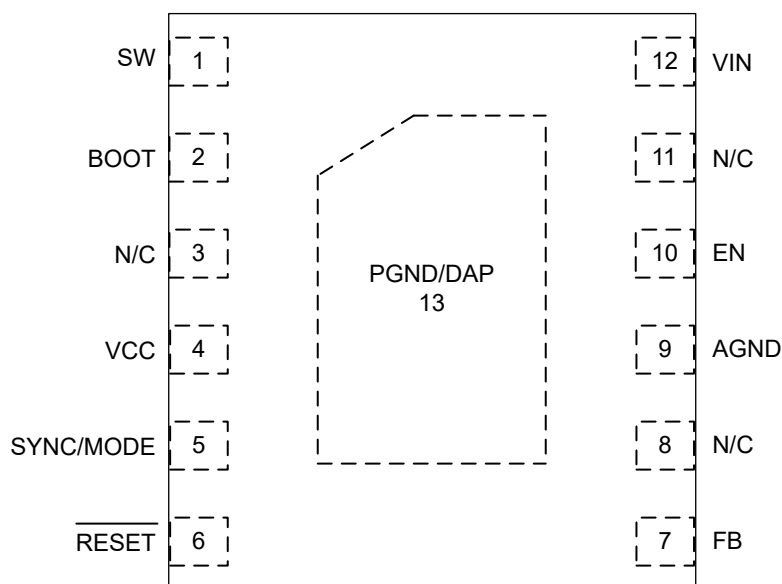 SW 1 12 VIN
BOOT 2 11 N/C
N/C 3 10 EN
PGND/DAP
13
VCC 4 9 AGND
SYNC/MODE 5 8 N/C
RESET 6 7 FB